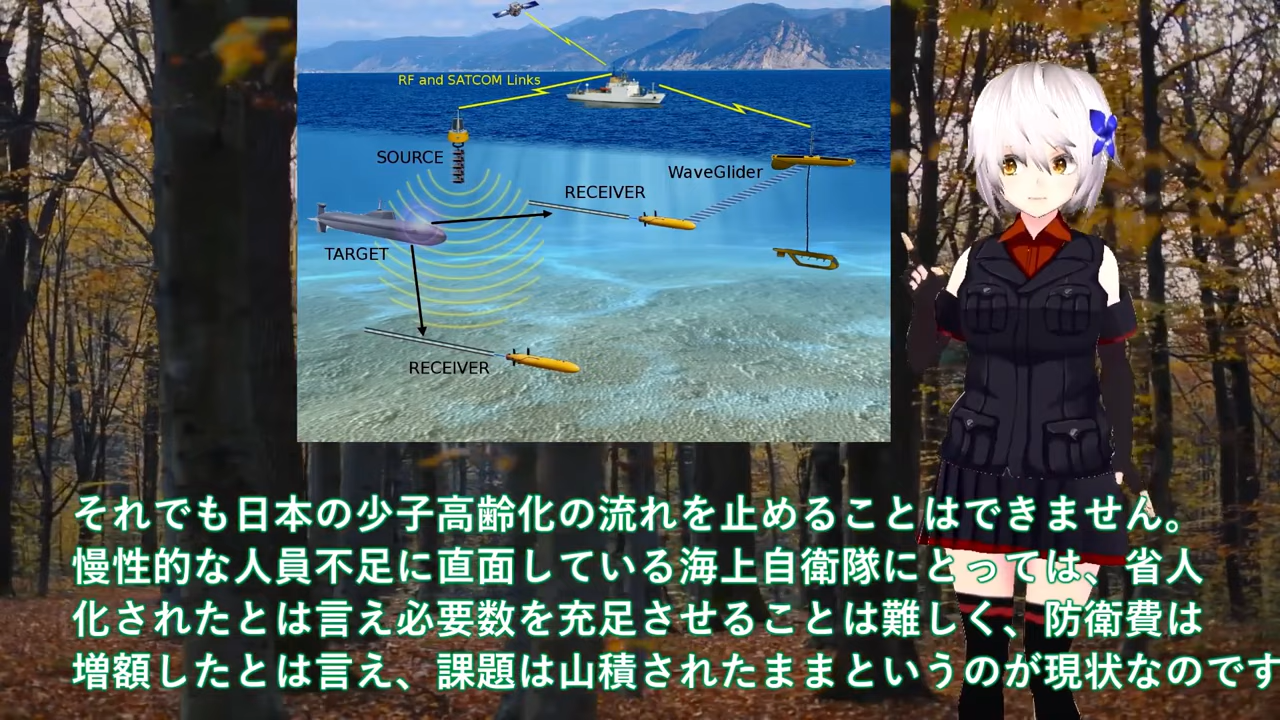 RF and SATCOM Links
SOURCE
WaveGlider
RECEIVER
TARGET
RECEIVER
それでも日本の少子高齢化の流れを止めることはできません。
慢性的な人員不足に直面している海上自衛隊にとっては、省人
化されたとは言え必要数を充足させることは難しく、防衛費は
増額したとは言え、課題は山積されたままというのが現状なのです